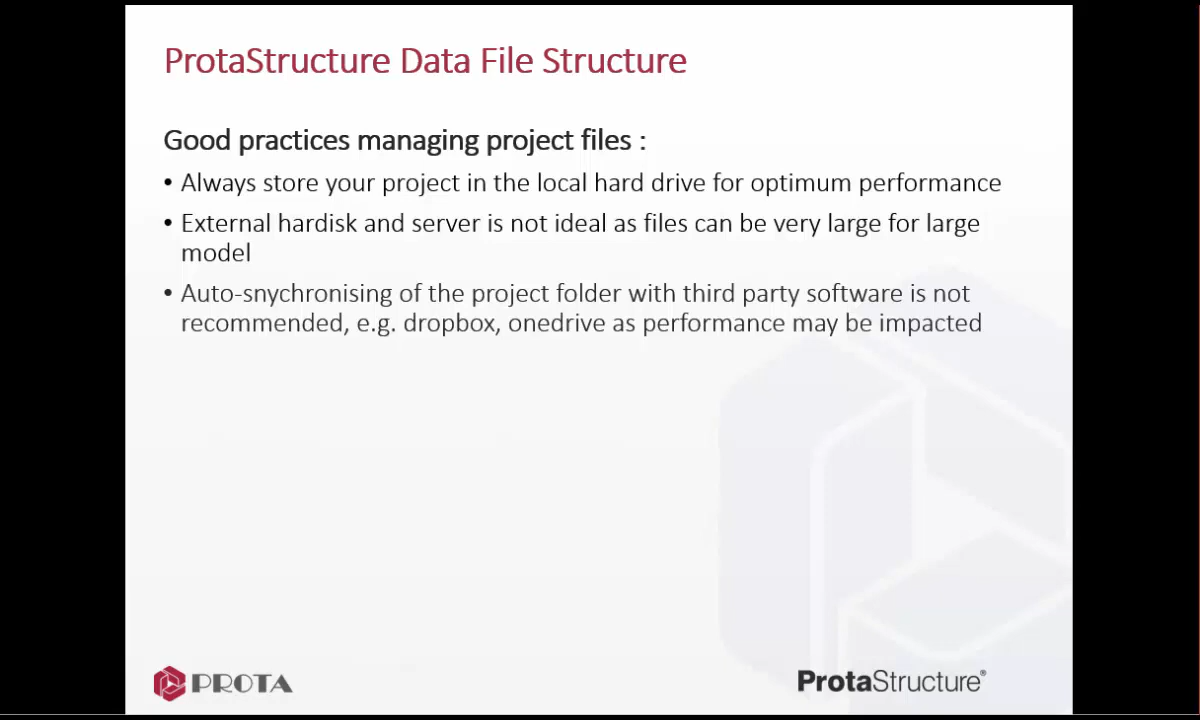 ProtaStructure Data File Structure
Good practices managing project files :
• Always store your project in the local hard drive for optimum performance
• External hardisk and server is not ideal as files can be very large for large
model
• Auto-snychronising of the project folder with third party software is not
recommended, e.g. dropbox, onedrive as performance may be impacted
PROTA
ProtaStructure®